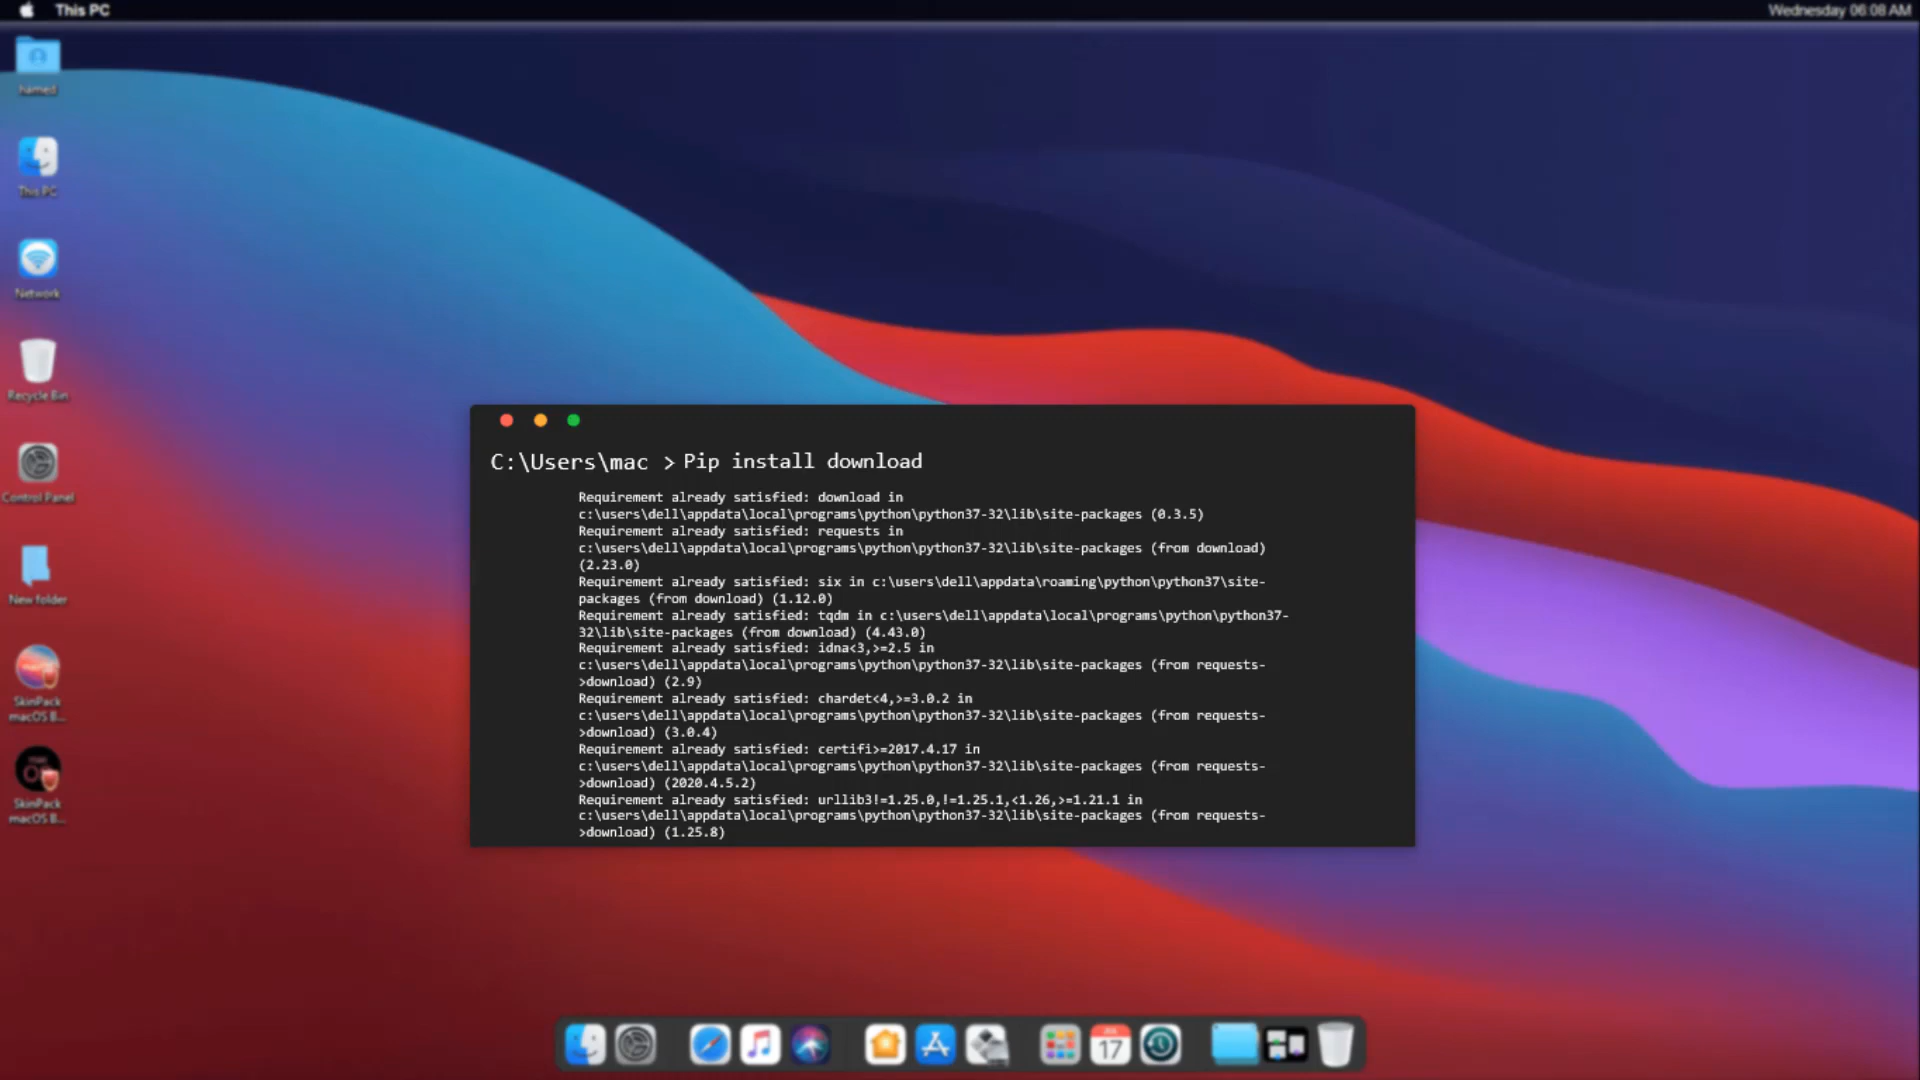 This PC
Wednesday 06:08 AM
hamed
This PC
Network
Recycle Bin
Control Panel
New folder
SkinPack
macOS B...
SkinPack
macOS B...
C:\Users\mac > Pip install download
Requirement already satisfied: download in
c:\users\dell\appdata\local\programs\python\python37-32\lib\site-packages (0.3.5)
Requirement already satisfied: requests in
c:\users\dell\appdata\local\programs\python\python37-32\lib\site-packages (from download)
(2.23.0)
Requirement already satisfied: six in c:\users\dell\appdata\roaming\python\python37\site-
packages (from download) (1.12.0)
Requirement already satisfied: tqdm in c:\users\dell\appdata\local\programs\python\python37-
32\lib\site-packages (from download) (4.43.0)
Requirement already satisfied: idna<3,>=2.5 in
c:\users\dell\appdata\local\programs\python\python37-32\lib\site-packages (from requests-
>download) (2.9)
Requirement already satisfied: chardet<4,>=3.0.2 in
c:\users\dell\appdata\local\programs\python\python37-32\lib\site-packages (from requests-
>download) (3.0.4)
Requirement already satisfied: certifi>=2017.4.17 in
c:\users\dell\appdata\local\programs\python\python37-32\lib\site-packages (from requests-
>download) (2020.4.5.2)
Requirement already satisfied: urllib3!=1.25.0,!=1.25.1,<1.26,>=1.21.1 in
c:\users\dell\appdata\local\programs\python\python37-32\lib\site-packages (from requests-
>download) (1.25.8)
17